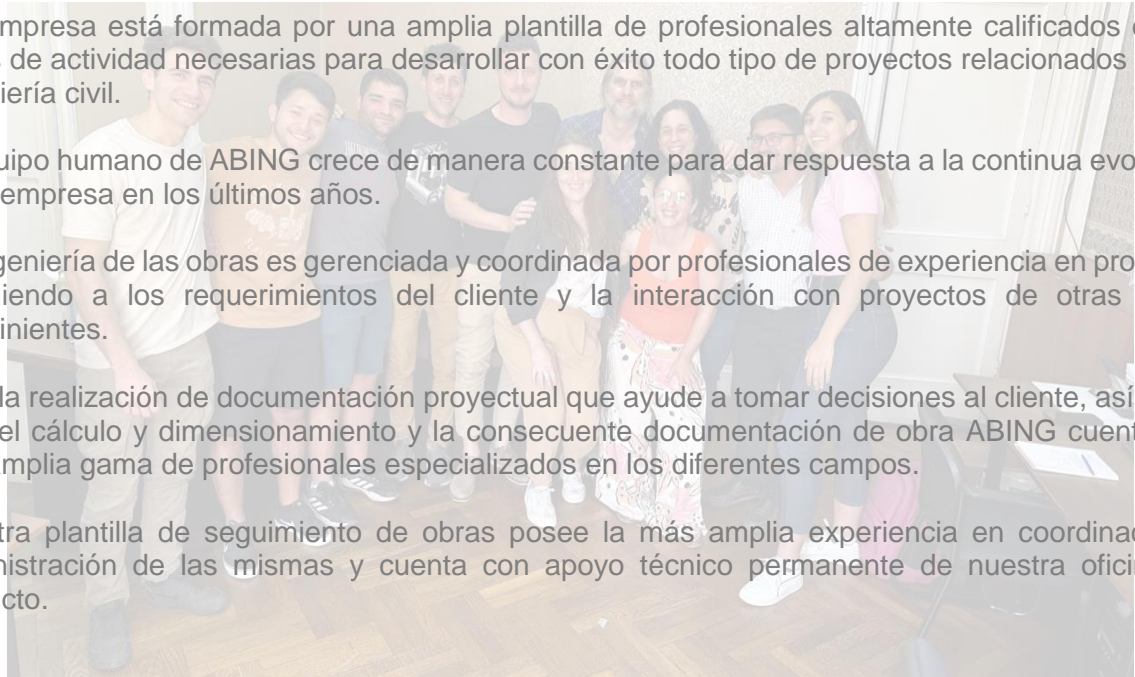 mpresa está formada por una amplia plantilla de profesionales altamente calificados
s de actividad necesarias para desarrollar con éxito todo tipo de proyectos relacionados
iería civil.
uipo humano de ABING crece de manera constante para dar respuesta a la continua evo
empresa en los últimos años.
geniería de las obras es gerenciada y coordinada por profesionales de experiencia en pro
iendo a los requerimientos del cliente y la interacción con proyectos de otras
inientes.
la realización de documentación proyectual que ayude a tomar decisiones al cliente, así
el cálculo y dimensionamiento y la consecuente documentación de obra ABING cuent
mplia gama de profesionales especializados en los diferentes campos.
tra plantilla de seguimiento de obras posee la más amplia experiencia en coordinac
nistración de las mismas y cuenta con apoyo técnico permanente de nuestra ofici
cto.